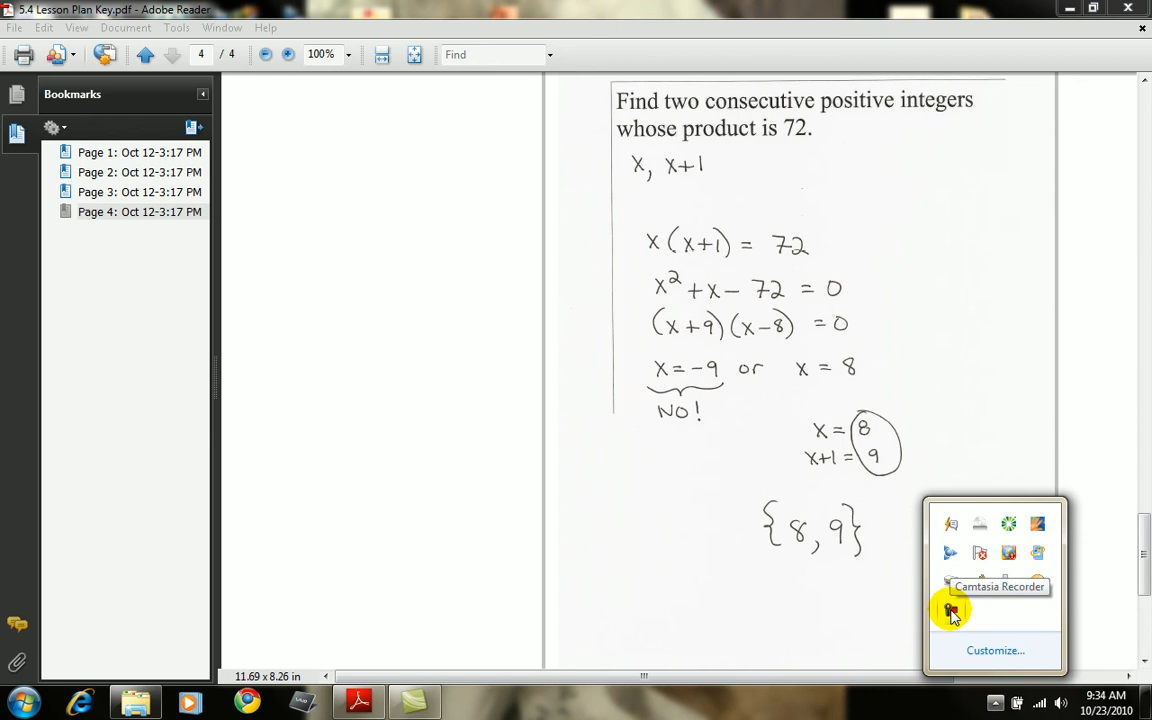 5.4 Lesson Plan Key.pdf - Adobe Reader
File Edit View Document Tools Window Help
4 / 4 100% Find
Bookmarks
Page 1: Oct 12-3:17 PM
Page 2: Oct 12-3:17 PM
Page 3: Oct 12-3:17 PM
Page 4: Oct 12-3:17 PM
Find two consecutive positive integers
whose product is 72.
x, x+1
x(x+1) = 72
x² + x - 72 = 0
(x+9)(x-8) = 0
x = -9 or x = 8
NO!
x = 8
x+1 = 9
{8, 9}
Camtasia Recorder
Customize...
11.69 x 8.26 in
9:34 AM
10/23/2010